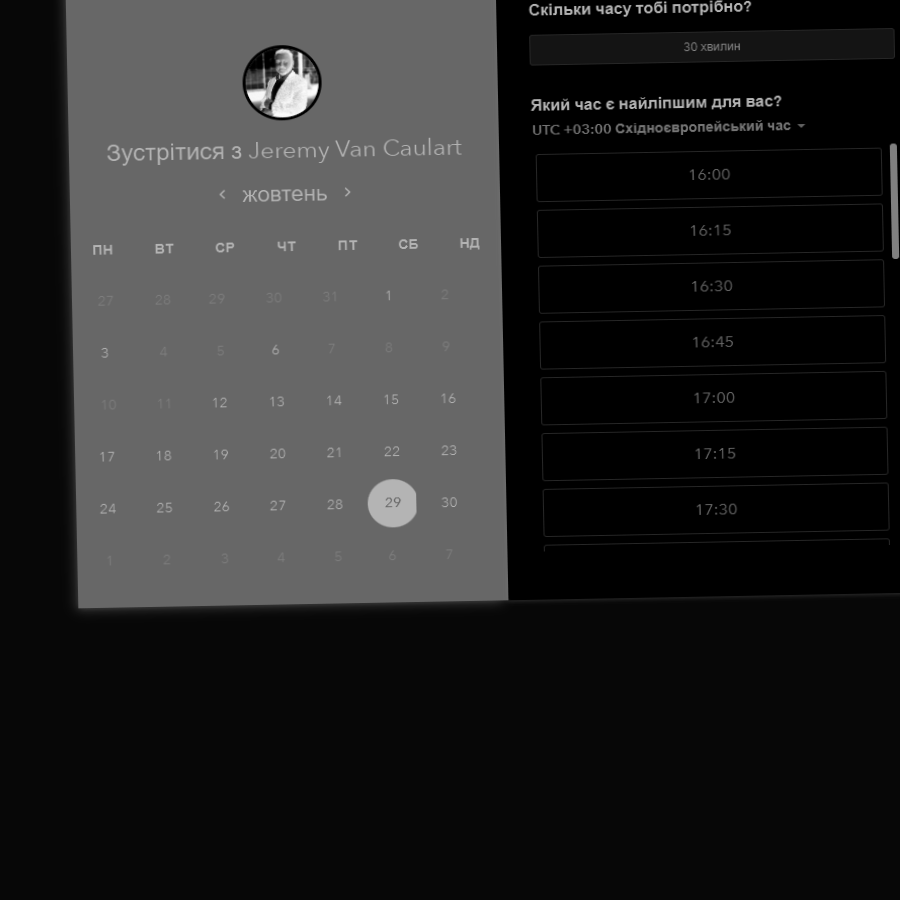 Зустрітися з Jeremy Van Caulart
жовтень
ПН ВТ СР ЧТ ПТ СБ НД
27 28 29 30 31 1 2
3 4 5 6 7 8 9
10 11 12 13 14 15 16
17 18 19 20 21 22 23
24 25 26 27 28 29 30
1 2 3 4 5 6 7
Скільки часу тобі потрібно?
30 хвилин
Який час є найліпшим для вас?
UTC +03:00 Східноєвропейський час
16:00
16:15
16:30
16:45
17:00
17:15
17:30